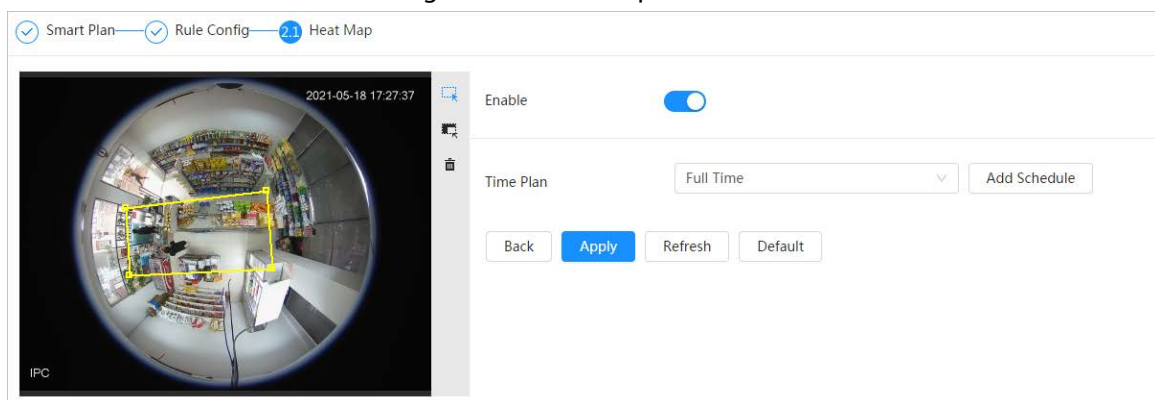 Smart Plan Rule Config 2.1 Heat Map
2021-05-18 17:27:37
IPC
Enable
Time Plan Full Time Add Schedule
Back Apply Refresh Default